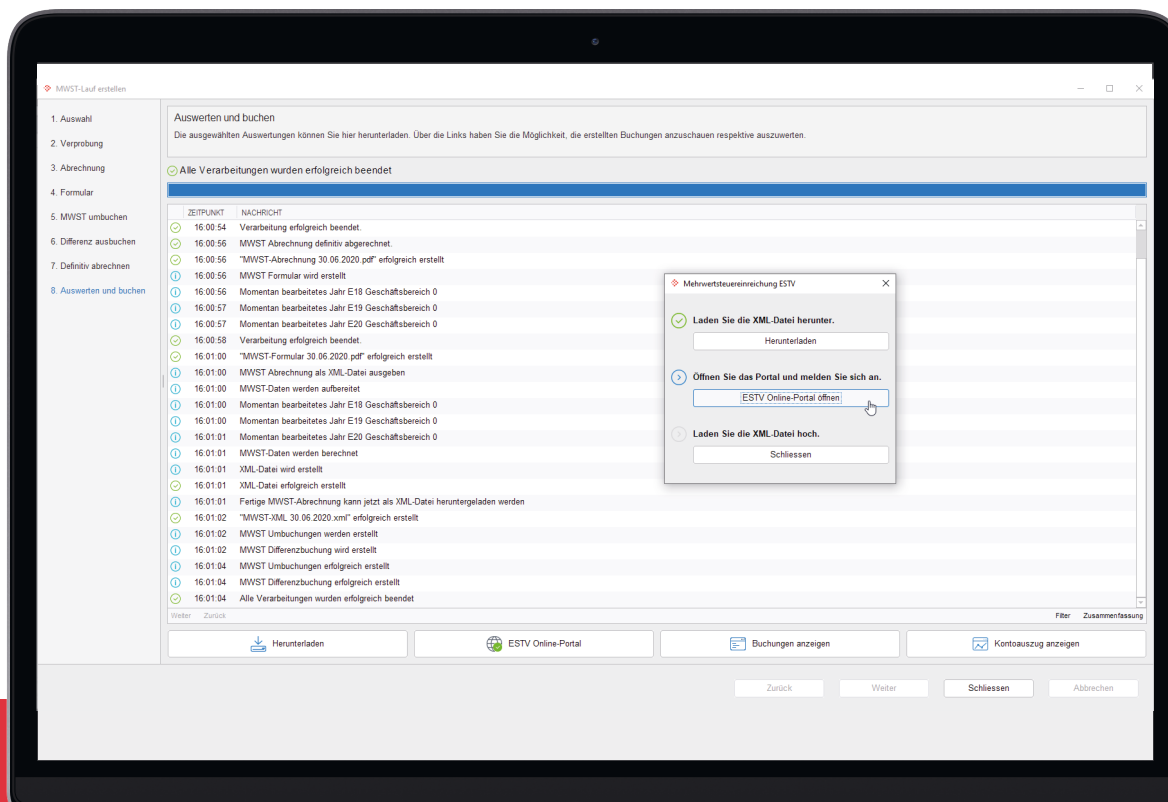 MWST-Lauf erstellen
1. Auswahl
2. Verprobung
3. Abrechnung
4. Formular
5. MWST umbuchen
6. Differenz ausbuchen
7. Definitiv abrechnen
8. Auswerten und buchen
Auswerten und buchen
Die ausgewählten Auswertungen können Sie hier herunterladen. Über die Links haben Sie die Möglichkeit, die erstellten Buchungen anzuschauen respektive auszuwerten.
Alle Verarbeitungen wurden erfolgreich beendet
ZEITPUNKT NACHRICHT
16:00:54 Verarbeitung erfolgreich beendet.
16:00:56 MWST Abrechnung definitiv abgerechnet.
16:00:56 "MWST-Abrechnung 30.06.2020.pdf" erfolgreich erstellt
16:00:56 MWST Formular wird erstellt
16:00:56 Momentan bearbeitetes Jahr E18 Geschäftsbereich 0
16:00:57 Momentan bearbeitetes Jahr E19 Geschäftsbereich 0
16:00:57 Momentan bearbeitetes Jahr E20 Geschäftsbereich 0
16:00:58 Verarbeitung erfolgreich beendet.
16:01:00 "MWST-Formular 30.06.2020.pdf" erfolgreich erstellt
16:01:00 MWST Abrechnung als XML-Datei ausgeben
16:01:00 MWST-Daten werden aufbereitet
16:01:00 Momentan bearbeitetes Jahr E18 Geschäftsbereich 0
16:01:00 Momentan bearbeitetes Jahr E19 Geschäftsbereich 0
16:01:01 Momentan bearbeitetes Jahr E20 Geschäftsbereich 0
16:01:01 MWST-Daten werden berechnet
16:01:01 XML-Datei wird erstellt
16:01:01 XML-Datei erfolgreich erstellt
16:01:01 Fertige MWST-Abrechnung kann jetzt als XML-Datei heruntergeladen werden
16:01:02 "MWST-XML 30.06.2020.xml" erfolgreich erstellt
16:01:02 MWST Umbuchungen werden erstellt
16:01:02 MWST Differenzbuchung wird erstellt
16:01:04 MWST Umbuchungen erfolgreich erstellt
16:01:04 MWST Differenzbuchung erfolgreich erstellt
16:01:04 Alle Verarbeitungen wurden erfolgreich beendet
Weiter Zurück Filter Zusammenfassung
Herunterladen ESTV Online-Portal Buchungen anzeigen Kontoauszug anzeigen
Zurück Weiter Schliessen Abbrechen
Mehrwertsteuereinreichung ESTV
Laden Sie die XML-Datei herunter.
Herunterladen
Öffnen Sie das Portal und melden Sie sich an.
ESTV Online-Portal öffnen
Laden Sie die XML-Datei hoch.
Schliessen